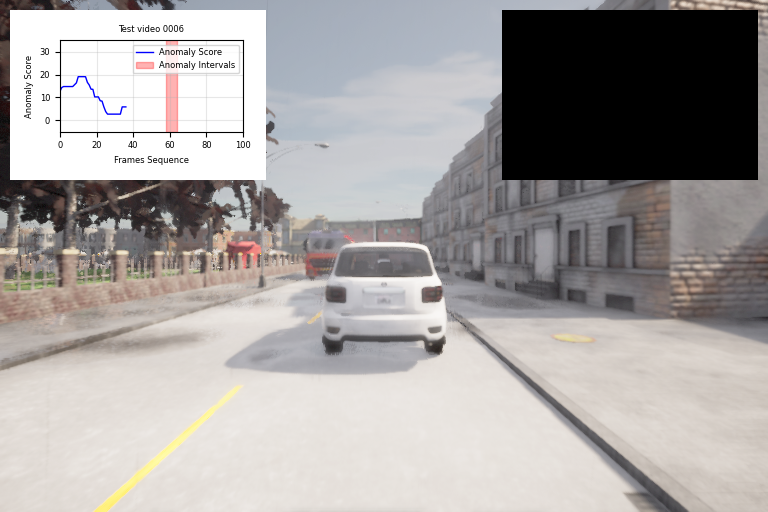 Test video 0006
Anomaly Score
Anomaly Intervals
Anomaly Score
30
20
10
0
0 20 40 60 80 100
Frames Sequence